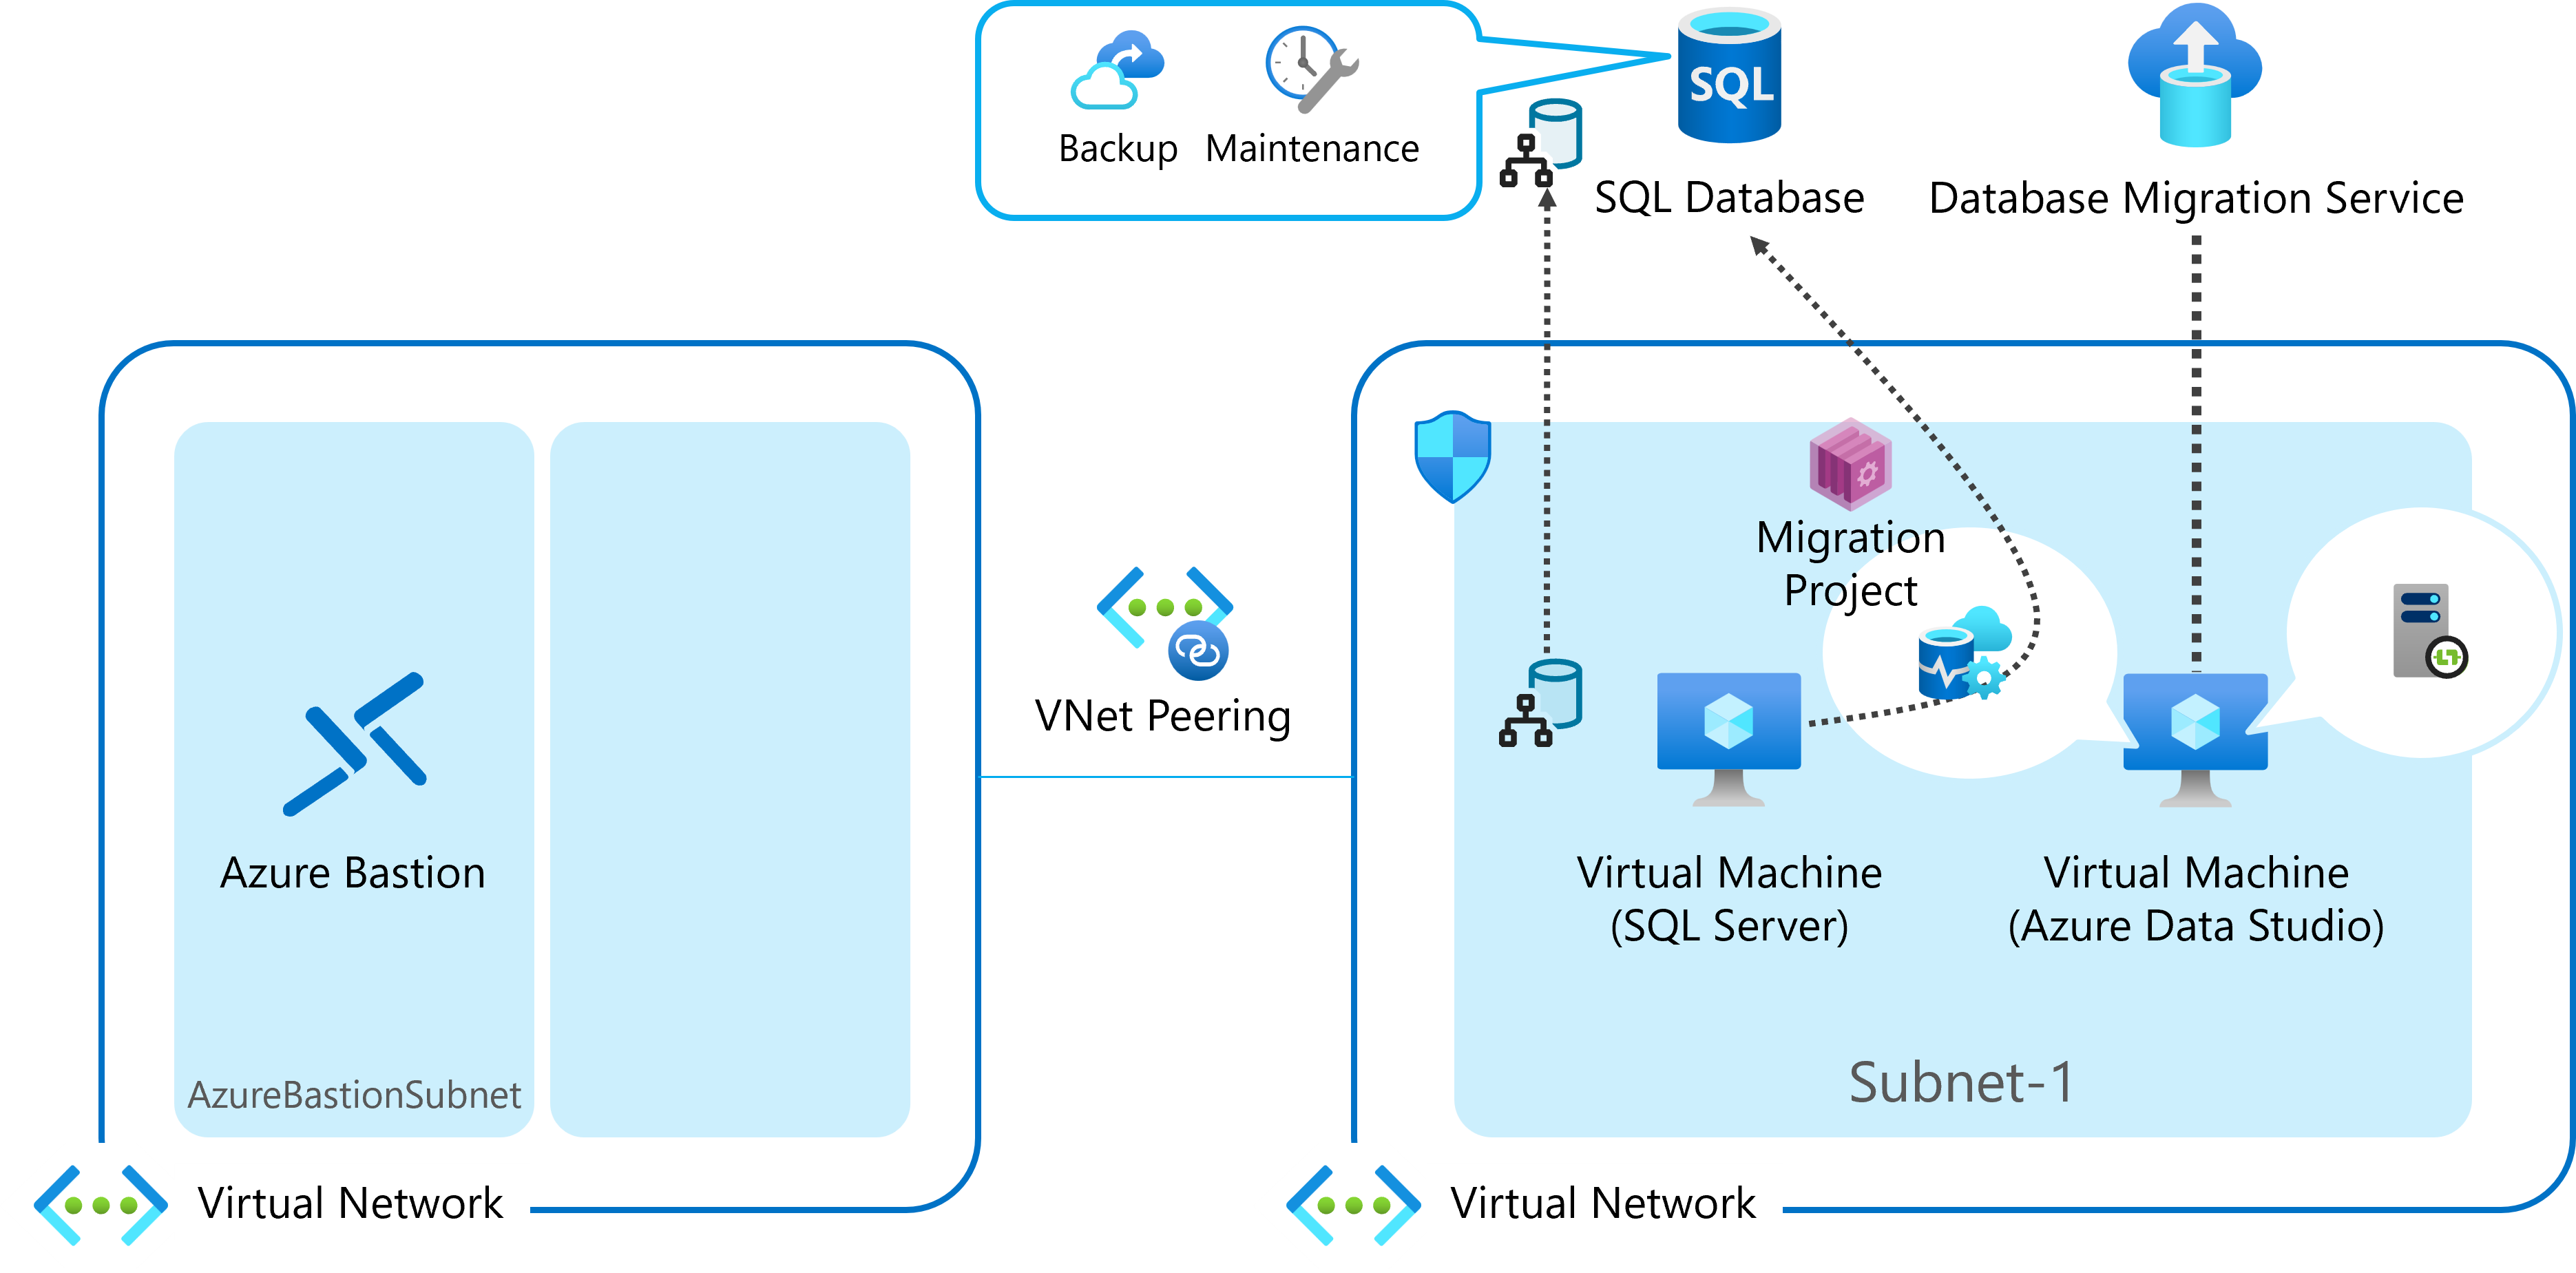 Backup
Maintenance
SQL
SQL Database
Database Migration Service
Migration
Project
VNet Peering
Azure Bastion
Virtual Machine
(SQL Server)
Virtual Machine
(Azure Data Studio)
AzureBastionSubnet
Subnet-1
Virtual Network
Virtual Network